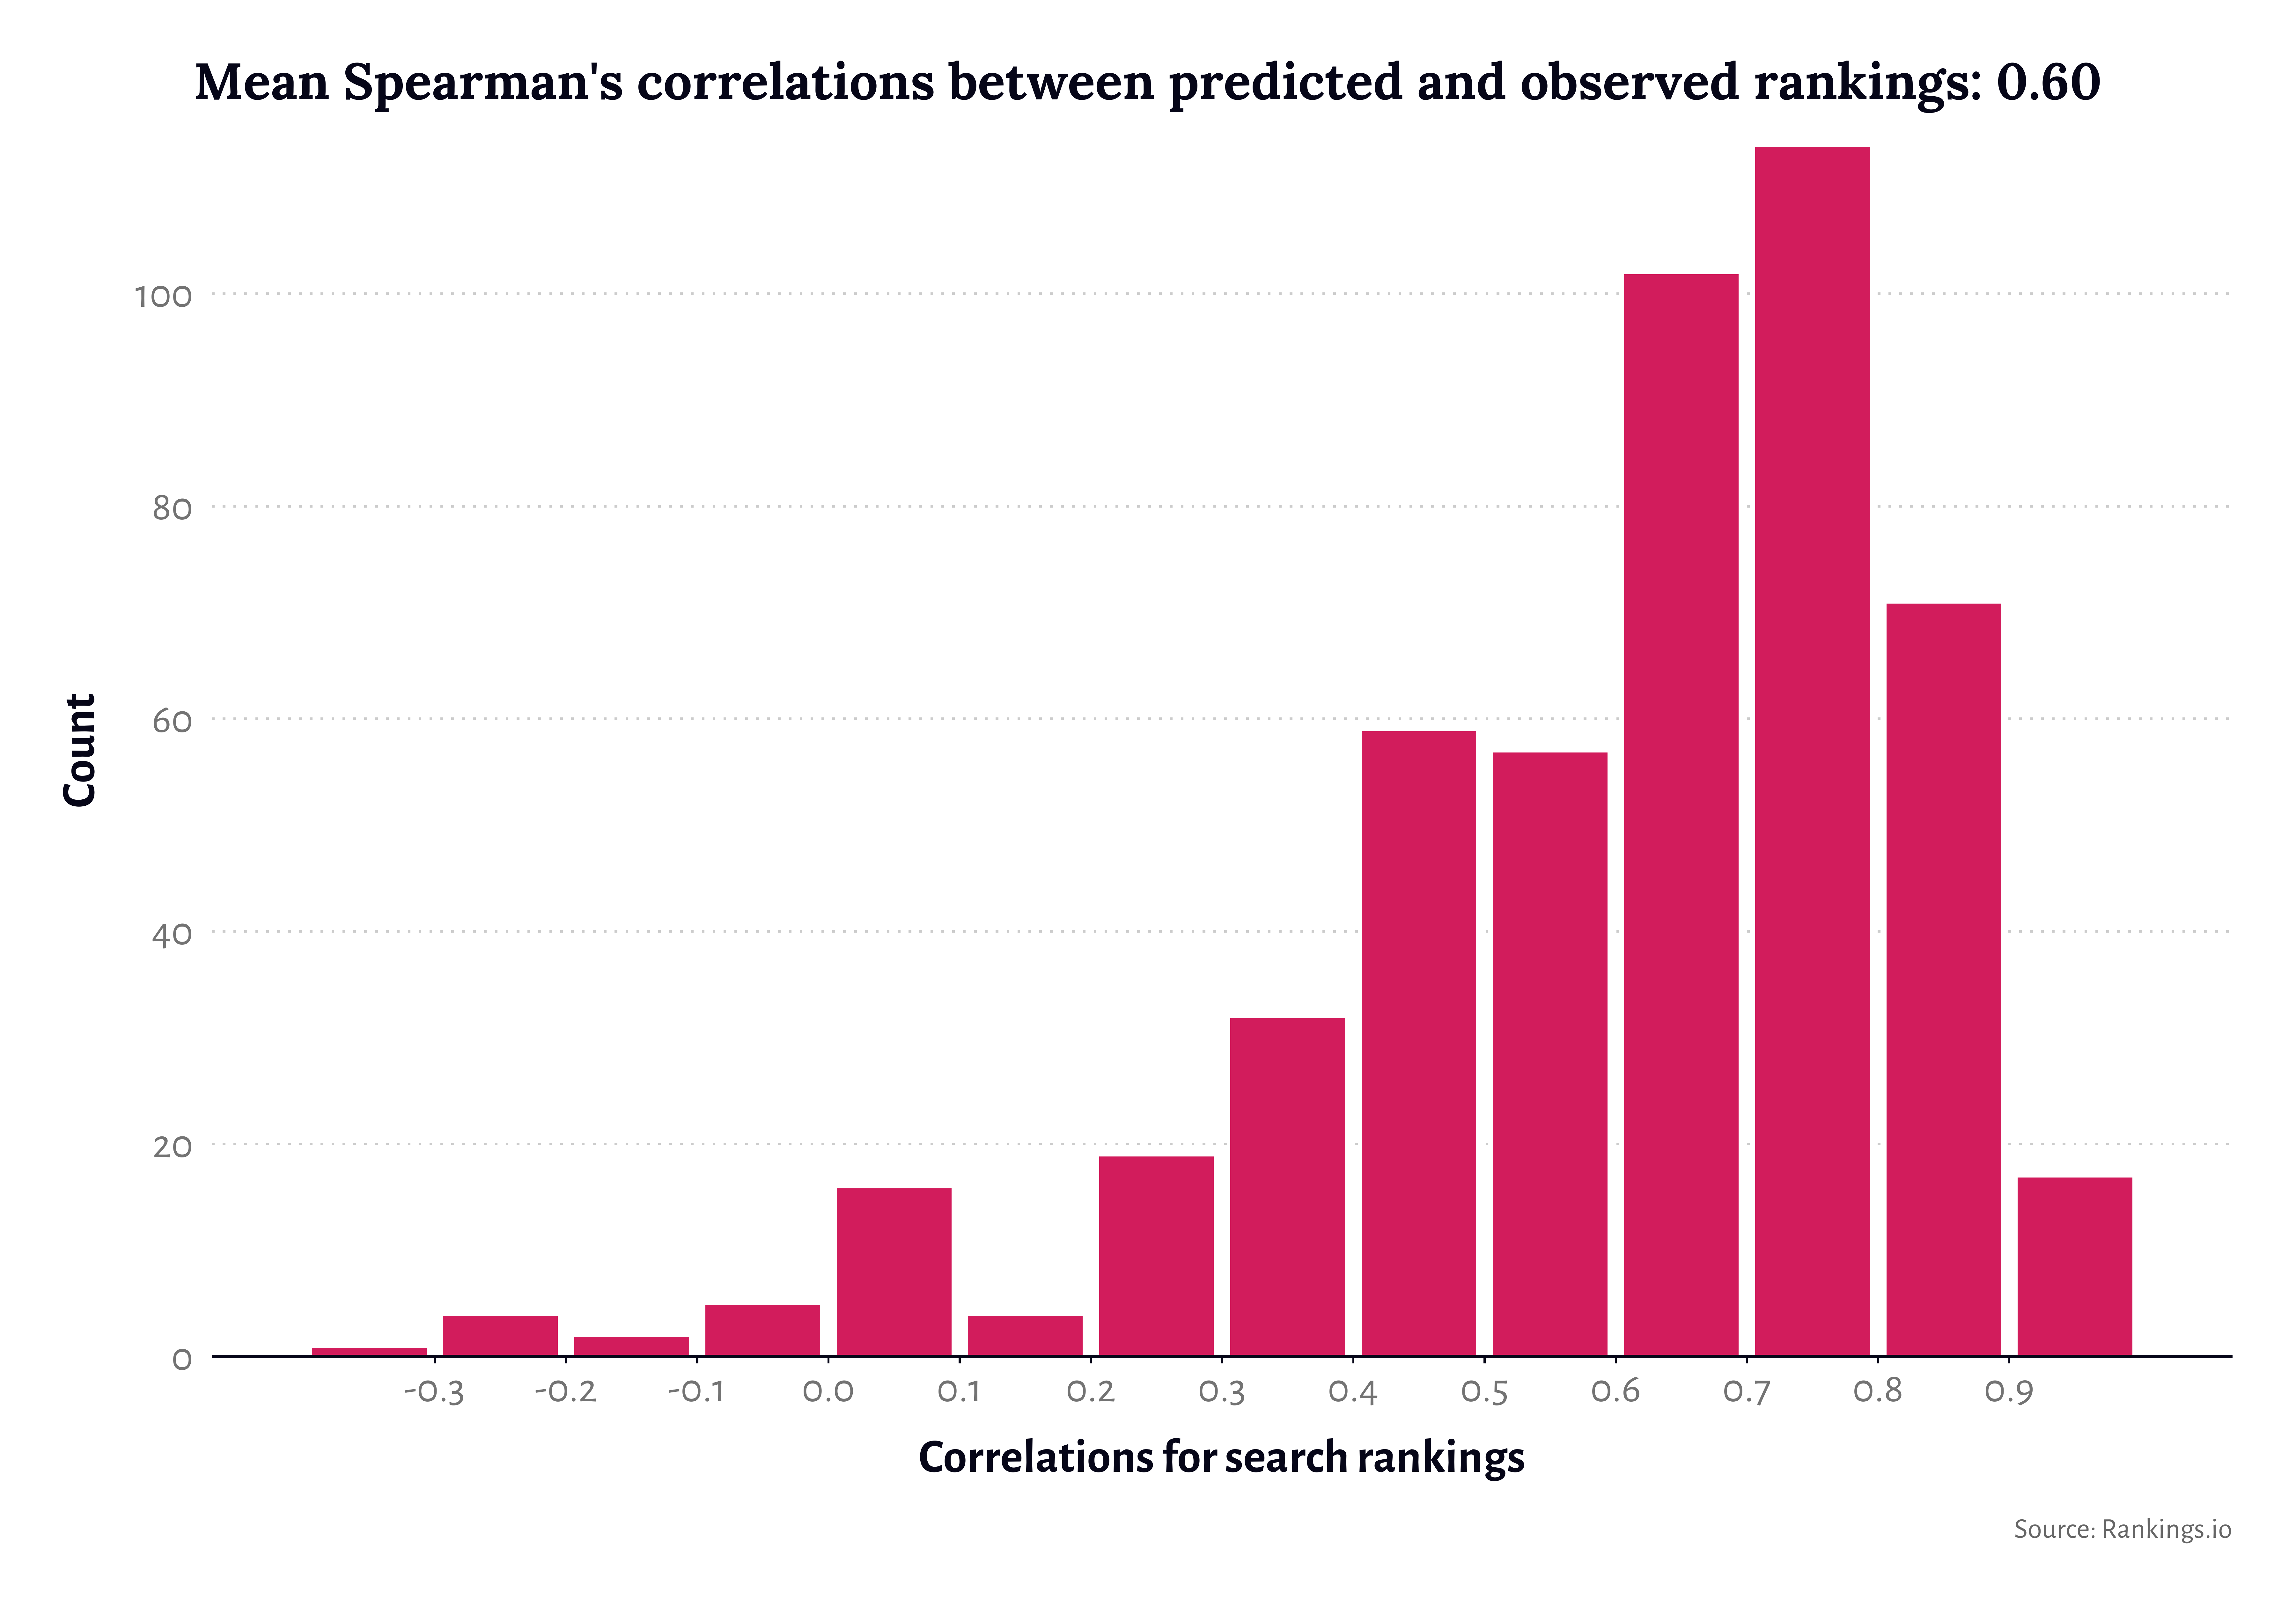 Mean Spearman's correlations between predicted and observed rankings: 0.60
100
80
60
40
20
0
Count
-0.3 -0.2 -0.1 0.0 0.1 0.2 0.3 0.4 0.5 0.6 0.7 0.8 0.9
Correlations for search rankings
Source: Rankings.io